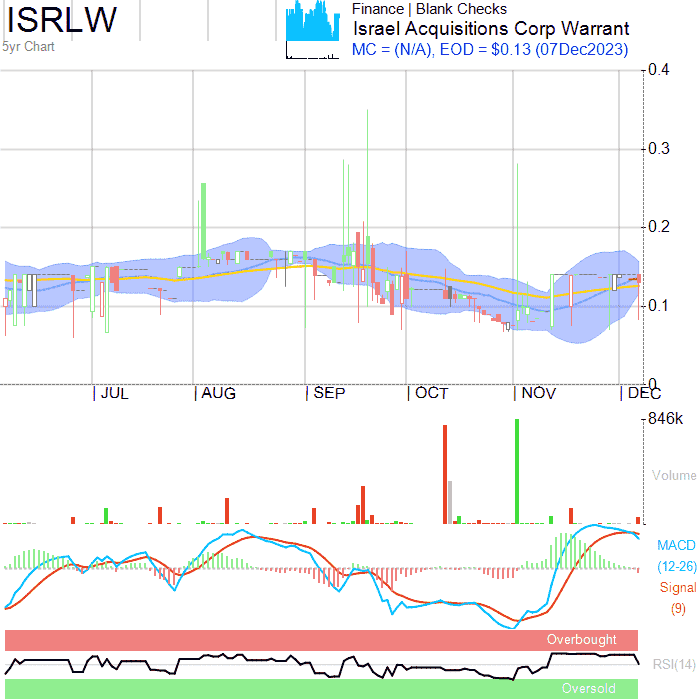 ISRLW
5yr Chart
Finance | Blank Checks
Israel Acquisitions Corp Warrant
MC = (N/A), EOD = $0.13 (07Dec2023)
0.4
0.3
0.2
0.1
0
JUL
AUG
SEP
OCT
NOV
DEC
846k
Volume
MACD
(12-26)
Signal
(9)
Overbought
RSI(14)
Oversold